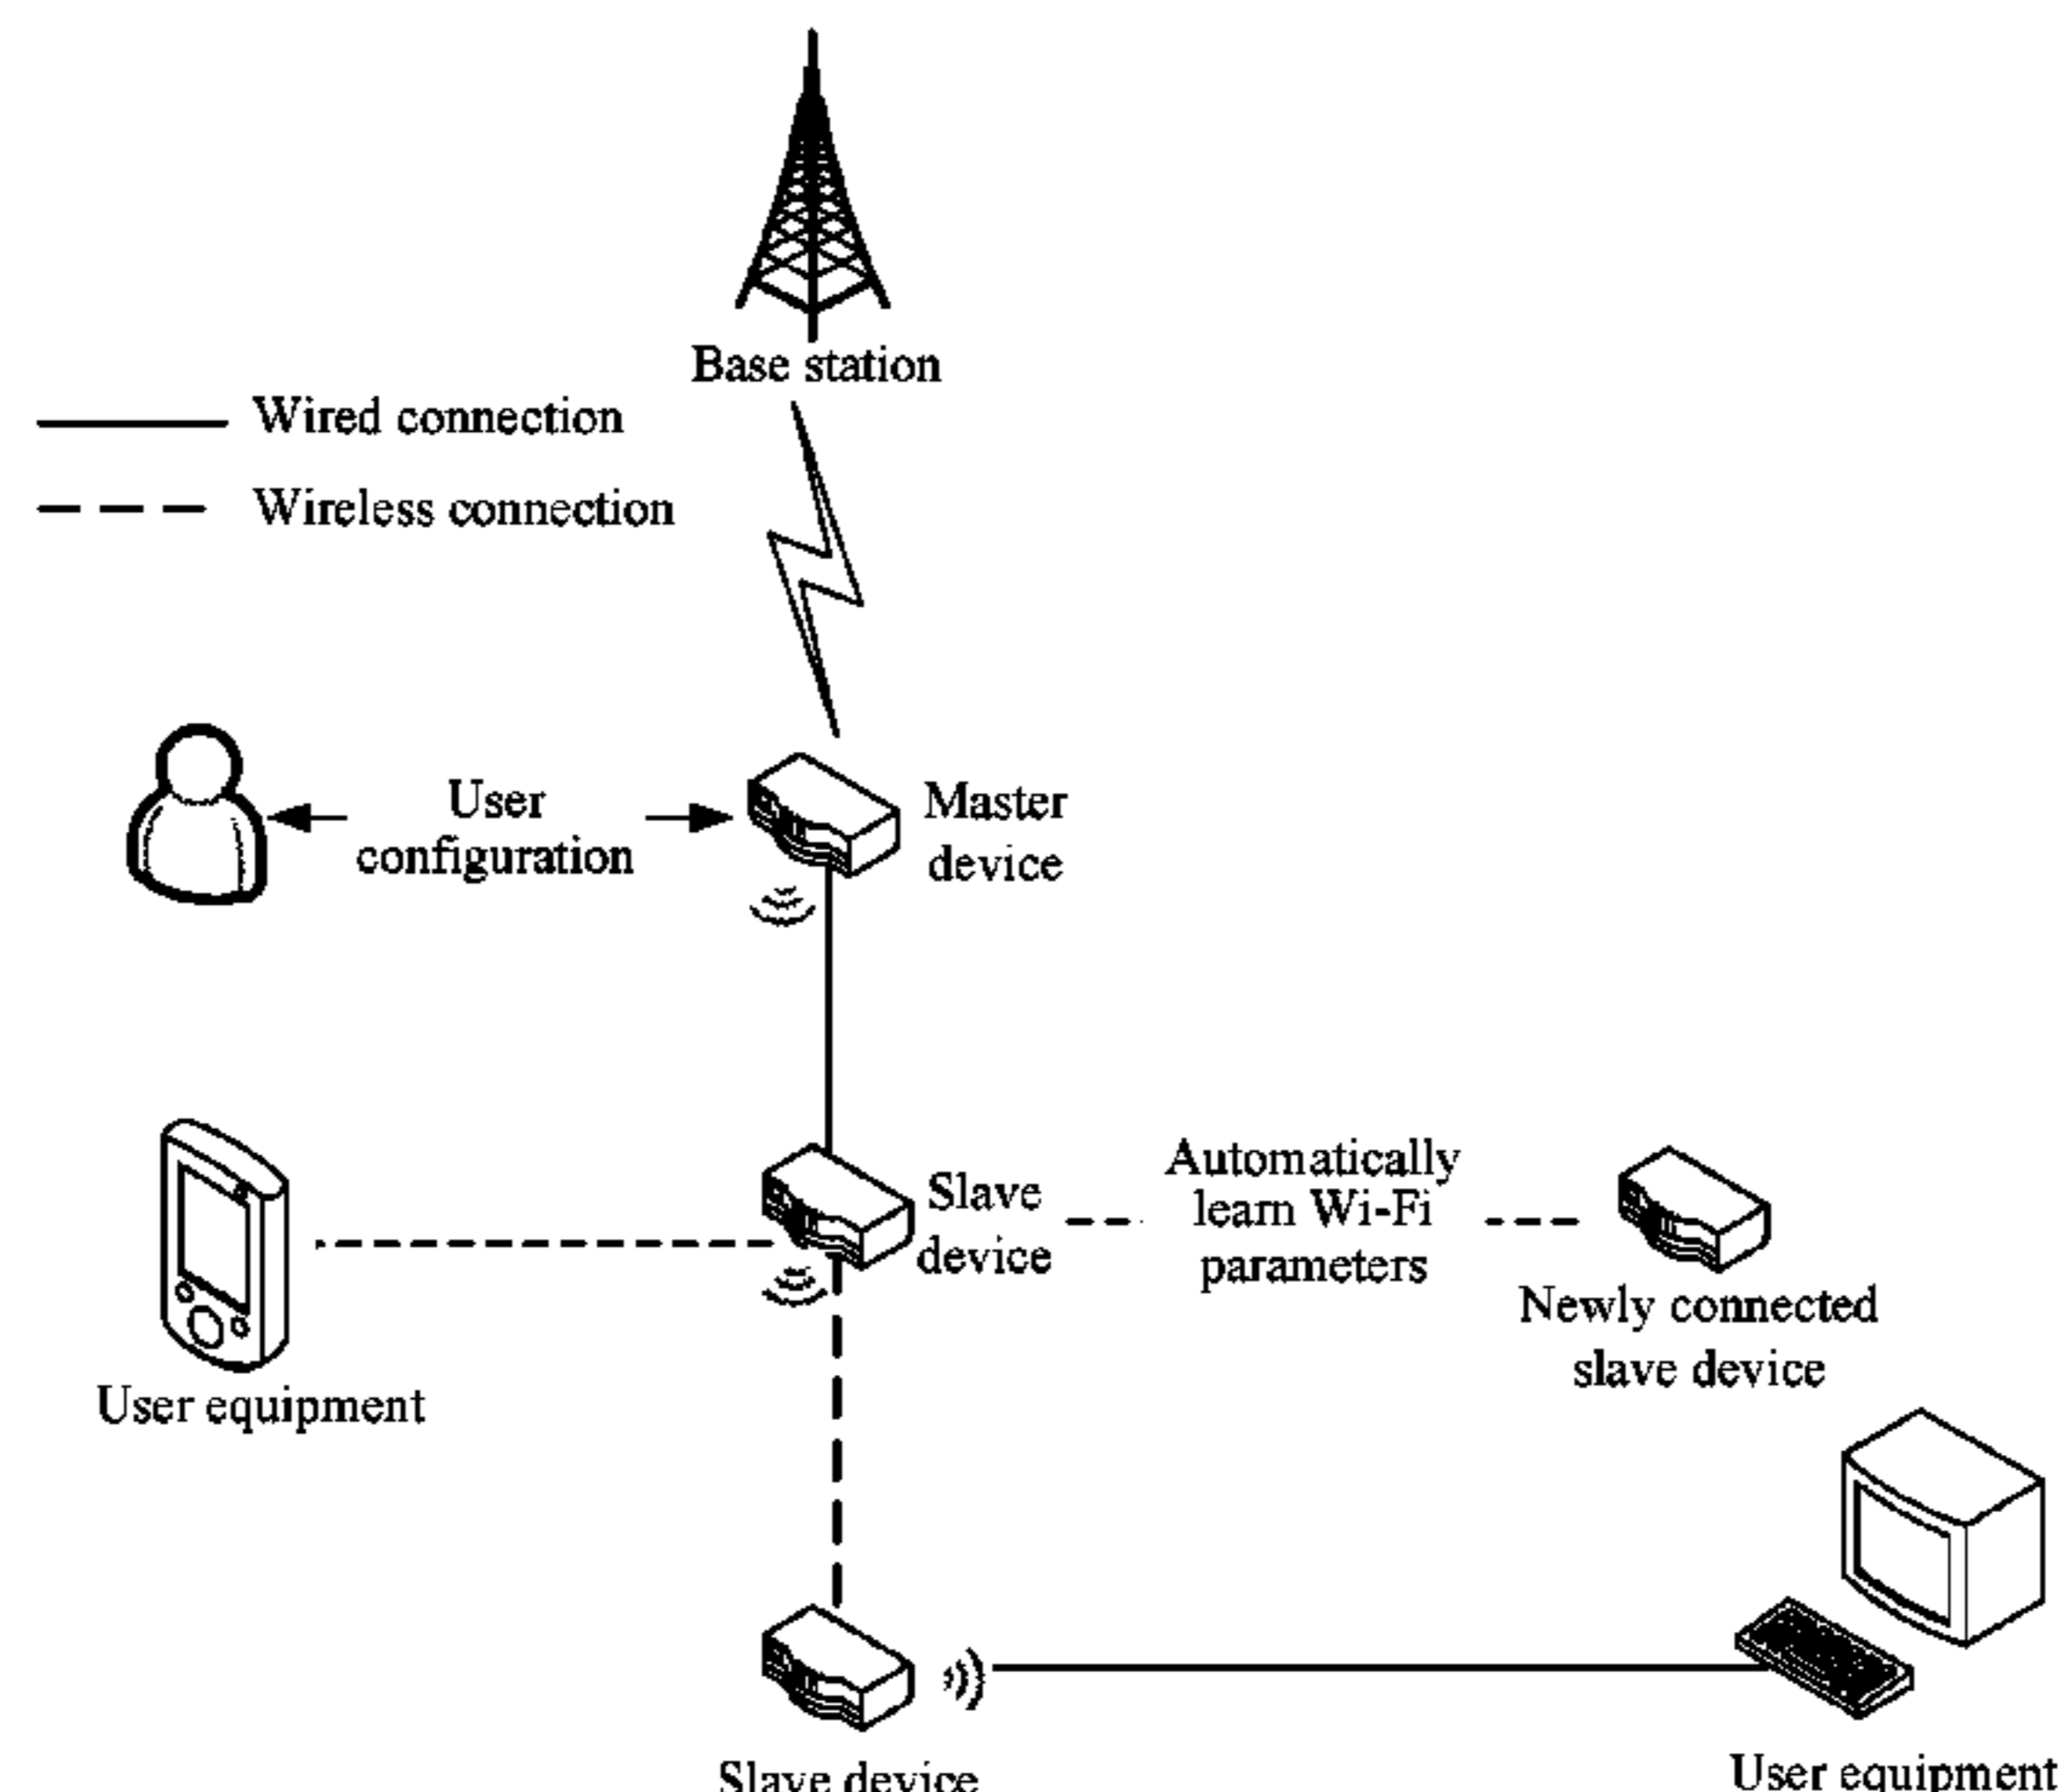 Base station
Wired connection
Wireless connection
User
configuration
Master
device
Slave
device
Automatically
learn Wi-Fi
parameters
Newly connected
slave device
User equipment
Slave device
User equipment